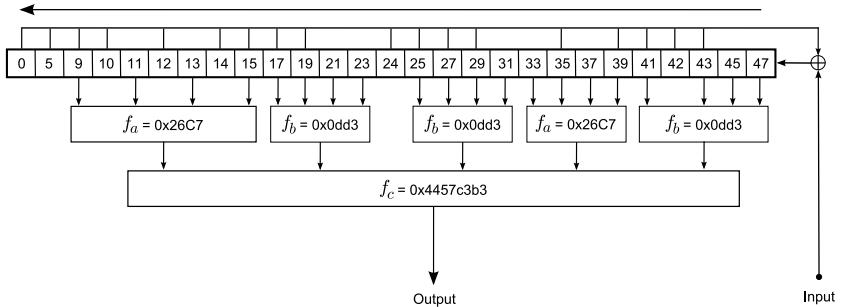 0 5 9 10 11 12 13 14 15 17 19 21 23 24 25 27 29 31 33 35 37 39 41 42 43 45 47
fa = 0x26C7 fb = 0x0dd3 fb = 0x0dd3 fa = 0x26C7 fb = 0x0dd3
fc = 0x4457c3b3
Output Input